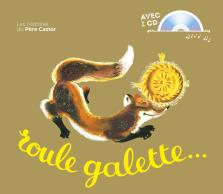 Les Histoires
du Père Castor
AVEC
1 CD
roule galette...